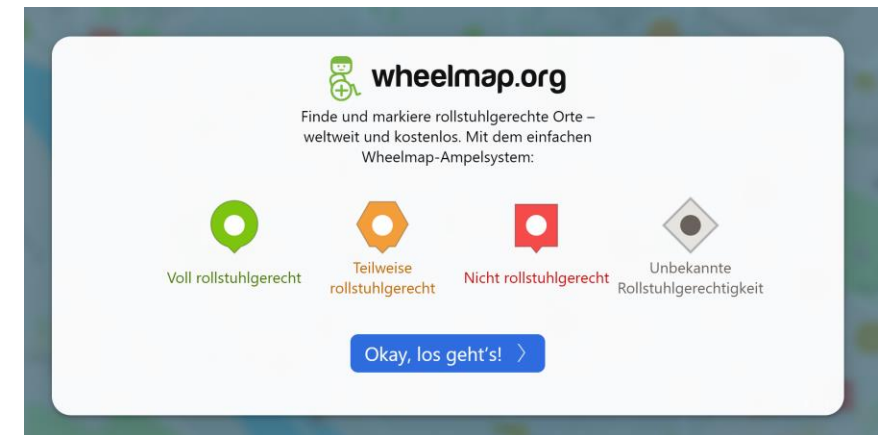 wheelmap.org
Finde und markiere rollstuhlgerechte Orte –
weltweit und kostenlos. Mit dem einfachen
Wheelmap-Ampelsystem:
Voll rollstuhlgerecht
Teilweise
rollstuhlgerecht
Nicht rollstuhlgerecht
Unbekannte
Rollstuhlgerechtigkeit
Okay, los geht's!